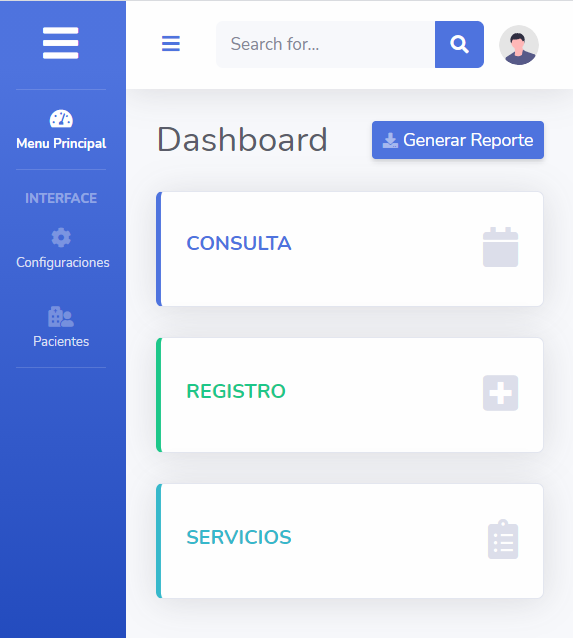 Menu Principal
INTERFACE
Configuraciones
Pacientes
Search for...
Dashboard
Generar Reporte
CONSULTA
REGISTRO
SERVICIOS